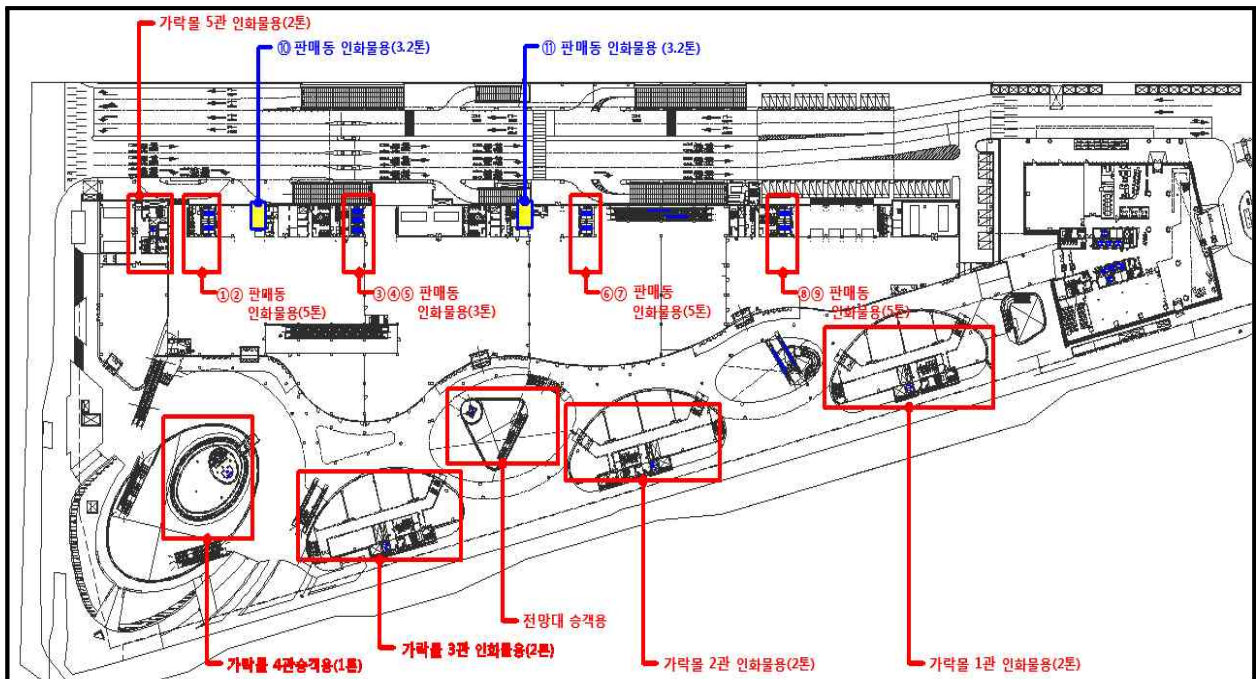 가락몰 5관 인화물용(2톤)
⑩ 판매동 인화물용(3.2톤)
⑪ 판매동 인화물용 (3.2톤)
①② 판매동
인화물용(5톤)
③④⑤ 판매동
인화물용(3톤)
⑥⑦ 판매동
인화물용(5톤)
⑧⑨ 판매동
인화물용(5톤)
전망대 승객용
가락몰 4관승객용(1톤)
가락몰 3관 인화물용(2톤)
가락몰 2관 인화물용(2톤)
가락몰 1관 인화물용(2톤)